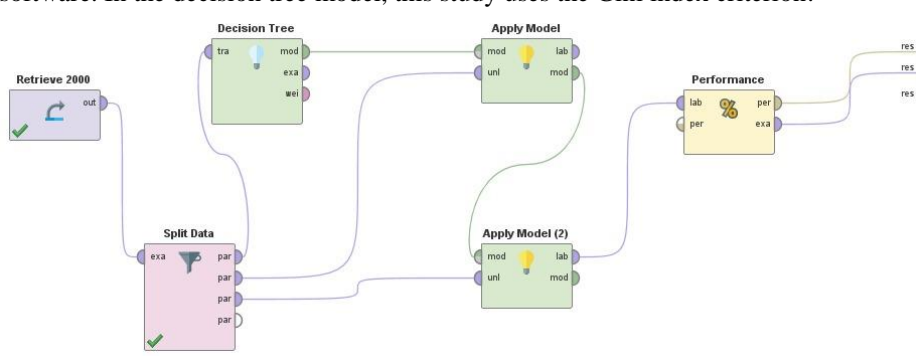 software. In the decision tree model, this study uses the Gini index criterion.
Decision Tree
tra mod
exa
wei
Apply Model
mod lab
unl mod
res
res
res
Retrieve 2000
out
Performance
lab per
per exa
Split Data
exa par
par
par
par
Apply Model (2)
mod lab
unl mod